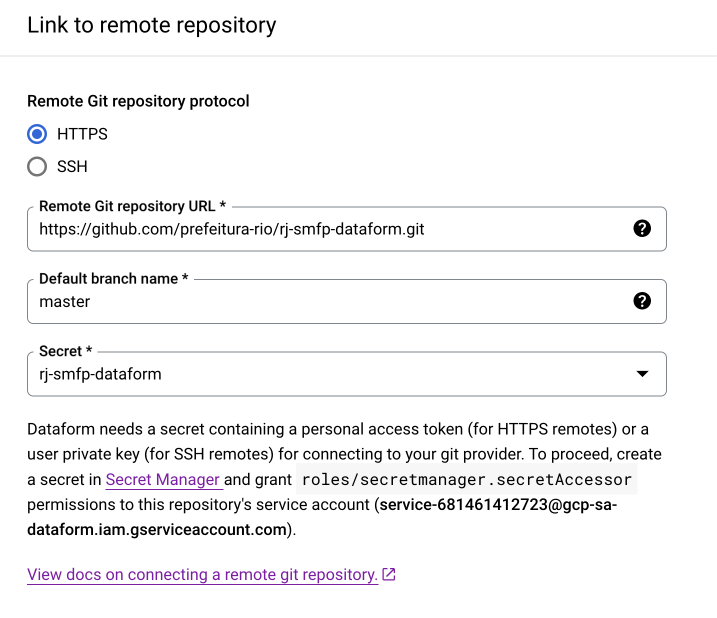 Link to remote repository
Remote Git repository protocol
HTTPS
SSH
Remote Git repository URL *
https://github.com/prefeitura-rio/rj-smfp-dataform.git
Default branch name *
master
Secret *
rj-smfp-dataform
Dataform needs a secret containing a personal access token (for HTTPS remotes) or a
user private key (for SSH remotes) for connecting to your git provider. To proceed, create
a secret in Secret Manager and grant roles/secretmanager.secretAccessor
permissions to this repository's service account (service-681461412723@gcp-sa-
dataform.iam.gserviceaccount.com).
View docs on connecting a remote git repository.